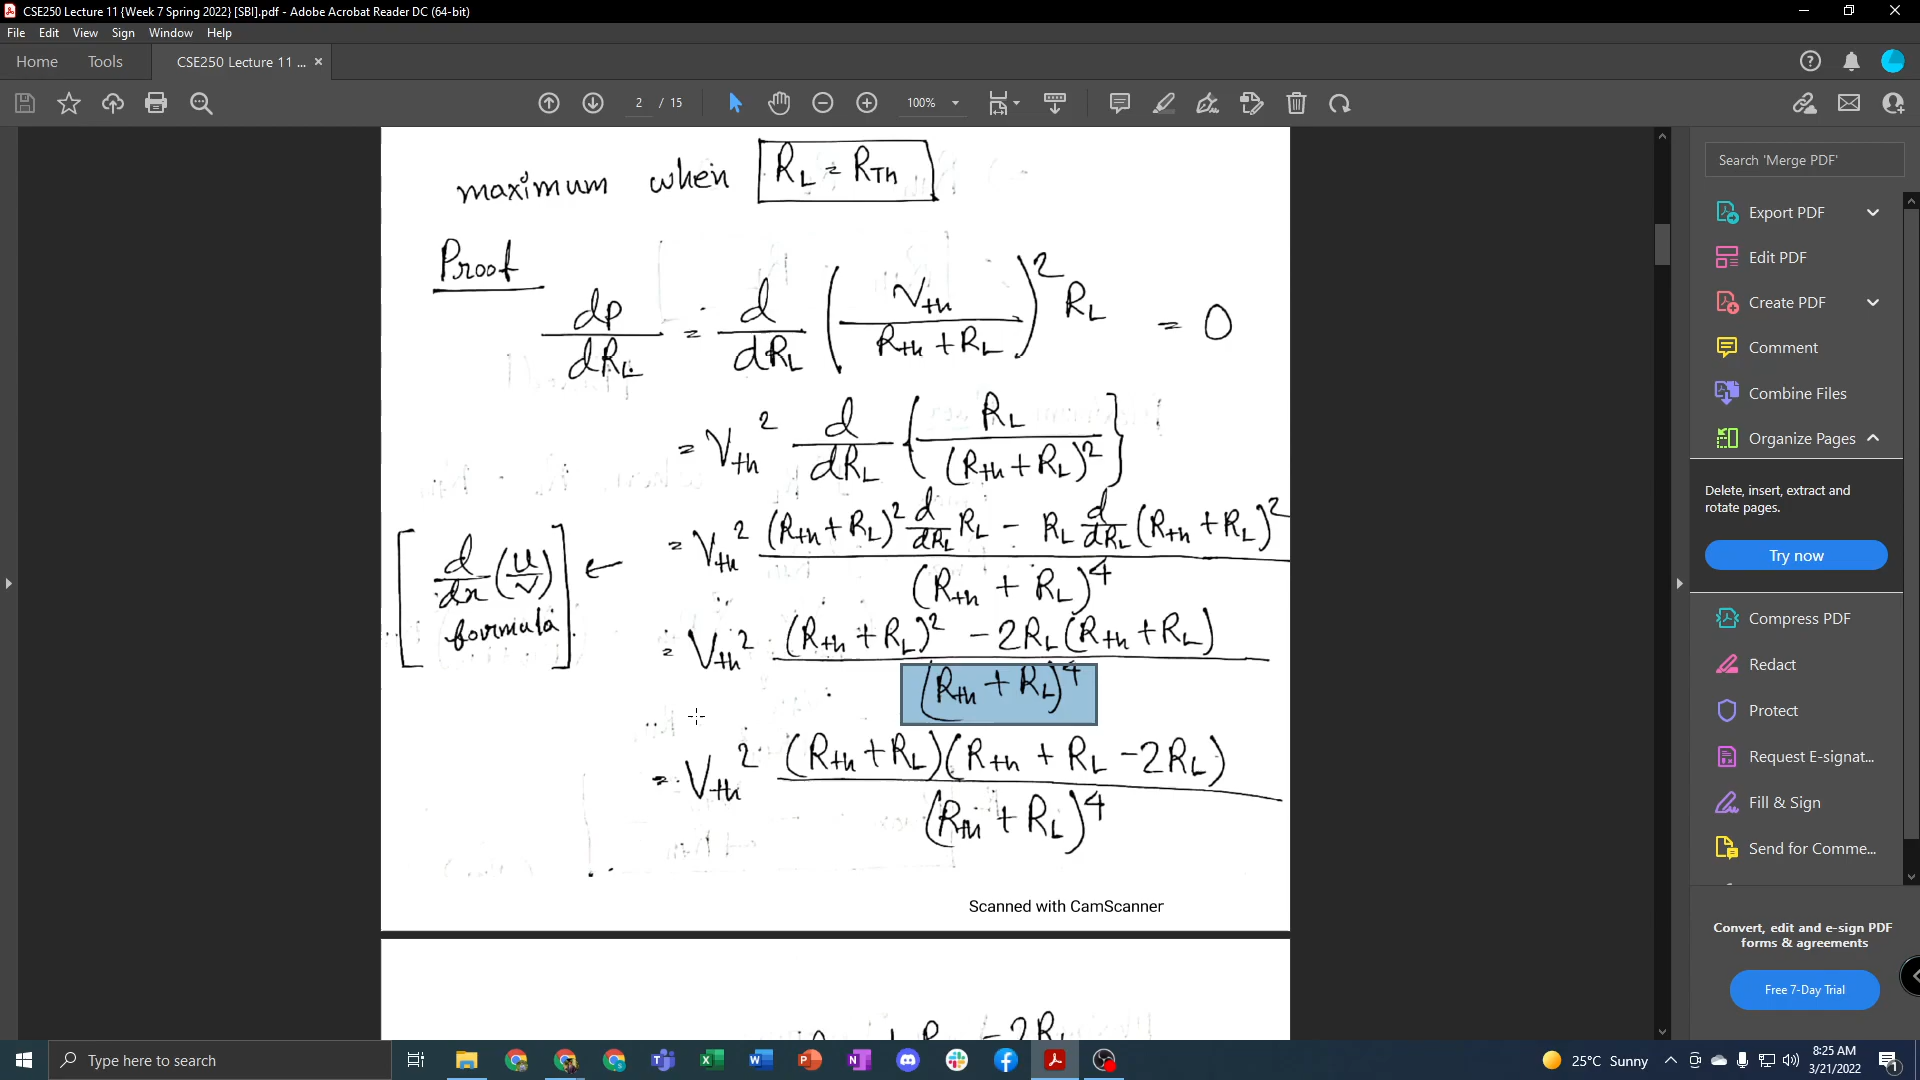 CSE250 Lecture 11 {Week 7 Spring 2022} [SBI].pdf - Adobe Acrobat Reader DC (64-bit)
File Edit View Sign Window Help
Home Tools CSE250 Lecture 11 ... ×
2 / 15 100%
maximum when R_L = R_Th
Proof
dP/dR_L = d/dR_L (V_th/(R_th + R_L))^2 R_L = 0
= V_th^2 d/dR_L {R_L/(R_th + R_L)^2}
[d/dx (u/v) formula] ← = V_th^2 ((R_th + R_L)^2 d/dR_L R_L - R_L d/dR_L (R_th + R_L)^2)/(R_th + R_L)^4
= V_th^2 ((R_th + R_L)^2 - 2R_L(R_th + R_L))/(R_th + R_L)^4
= V_th^2 ((R_th + R_L)(R_th + R_L - 2R_L))/(R_th + R_L)^4
Scanned with CamScanner
- 2R_L
Search 'Merge PDF'
Export PDF
Edit PDF
Create PDF
Comment
Combine Files
Organize Pages
Delete, insert, extract and
rotate pages.
Try now
Compress PDF
Redact
Protect
Request E-signat...
Fill & Sign
Send for Comme...
Convert, edit and e-sign PDF
forms & agreements
Free 7-Day Trial
Type here to search
25°C Sunny
8:25 AM
3/21/2022
1